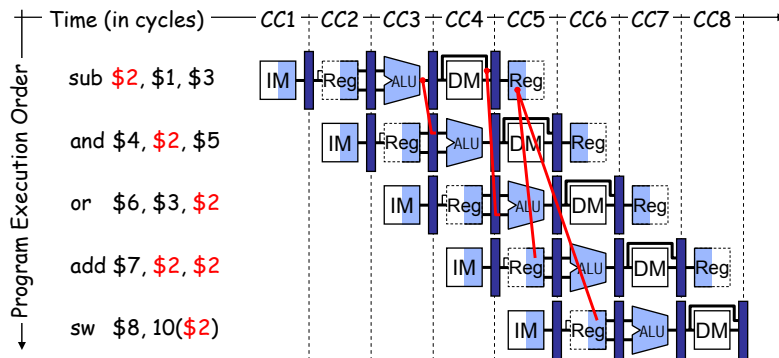 Time (in cycles) CC1 CC2 CC3 CC4 CC5 CC6 CC7 CC8
Program Execution Order
sub $2, $1, $3 IM Reg ALU DM Reg
and $4, $2, $5 IM Reg ALU DM Reg
or $6, $3, $2 IM Reg ALU DM Reg
add $7, $2, $2 IM Reg ALU DM Reg
sw $8, 10($2) IM Reg ALU DM